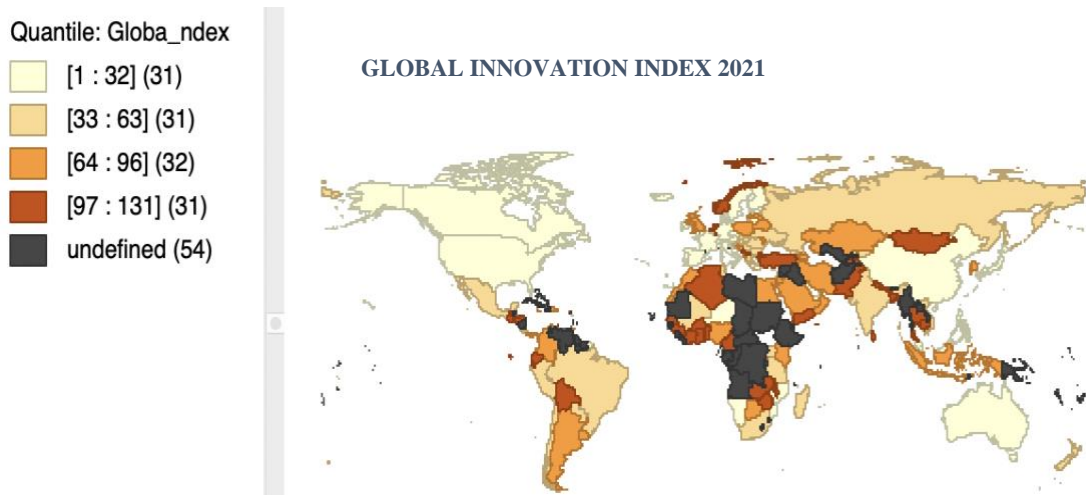 Quantile: Globa_ndex
[1 : 32] (31)
[33 : 63] (31)
[64 : 96] (32)
[97 : 131] (31)
undefined (54)
GLOBAL INNOVATION INDEX 2021